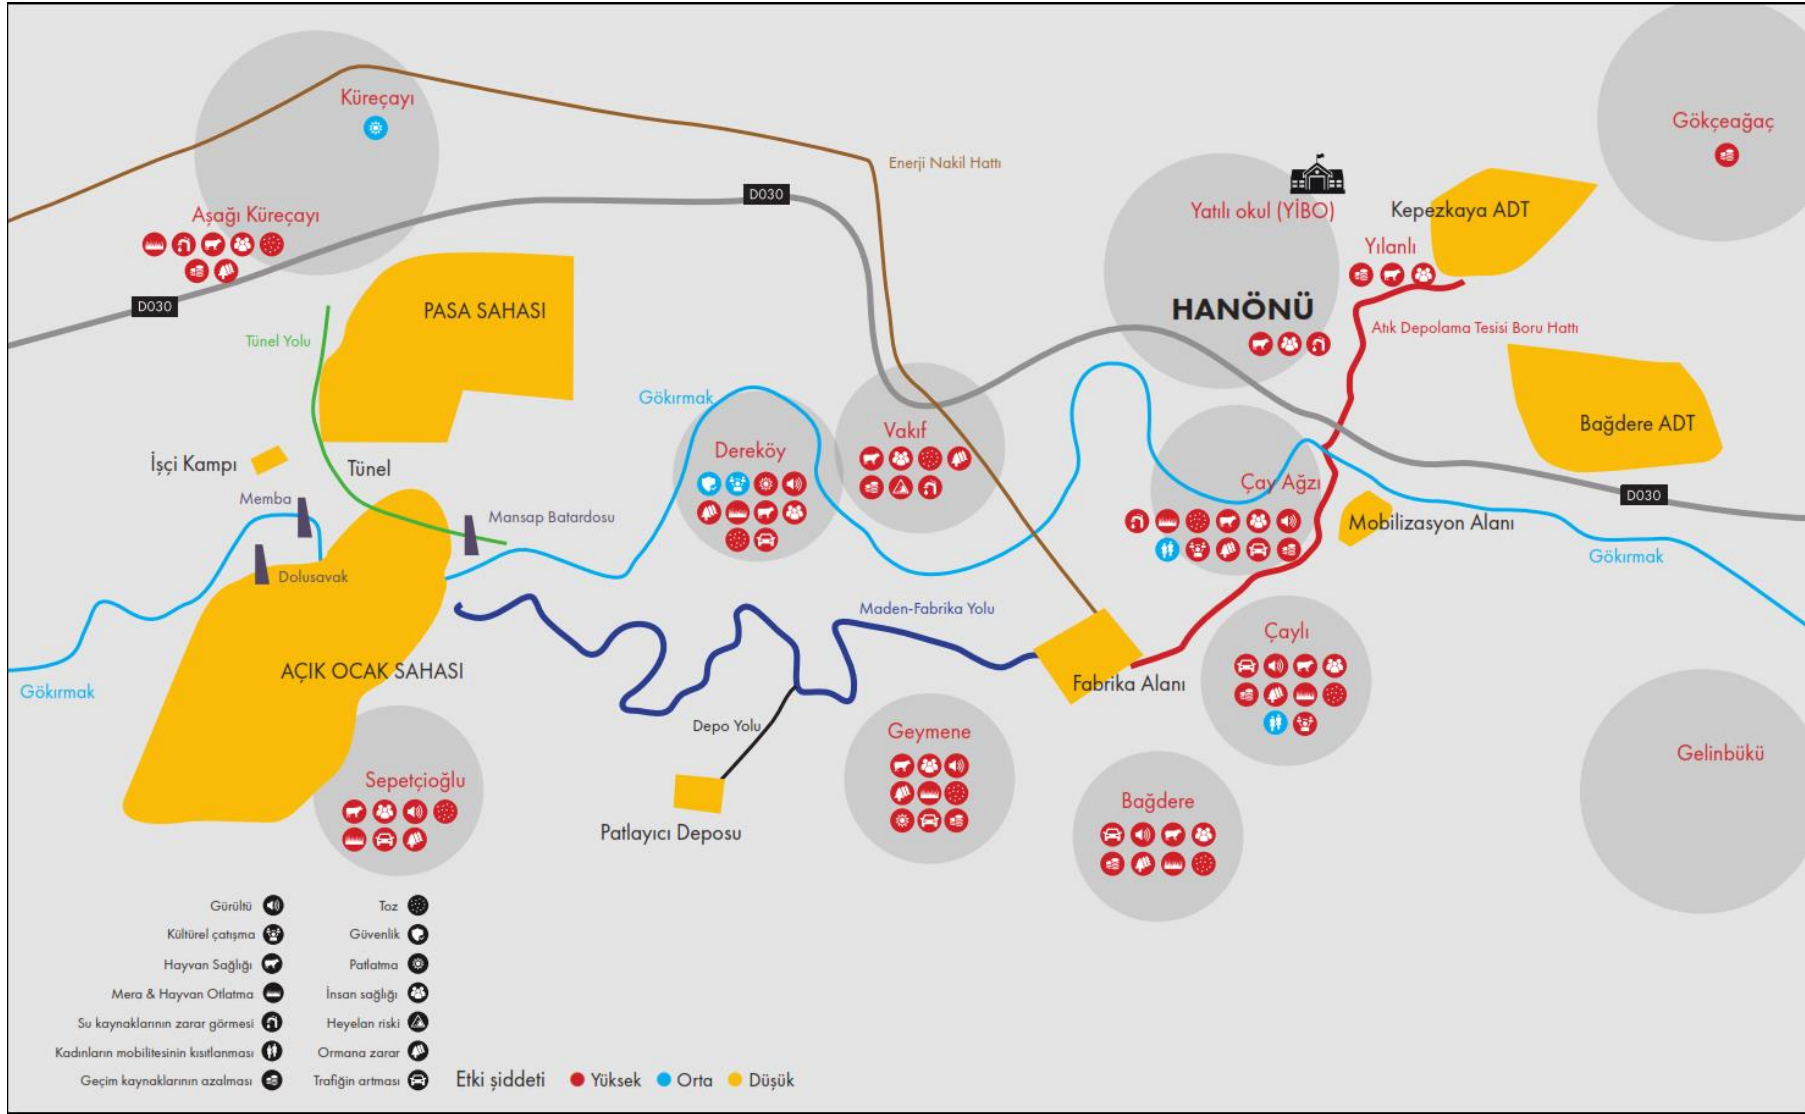 Küreçayı
Gökçeağaç
Enerji Nakil Hattı
D030
Aşağı Küreçayı
Yatılı okul (YİBO)
Kepezkaya ADT
Yılanlı
D030
PASA SAHASI
HANÖNÜ
Atık Depolama Tesisi Boru Hattı
Tünel Yolu
Gökırmak
Vakıf
Bağdere ADT
Dereköy
İşçi Kampı
Tünel
Çay Ağzı
Memba
D030
Mansap Batardosu
Mobilizasyon Alanı
Gökırmak
Dolusavak
Maden-Fabrika Yolu
Çaylı
AÇIK OCAK SAHASI
Fabrika Alanı
Gökırmak
Depo Yolu
Geymene
Gelinbükü
Sepetçioğlu
Bağdere
Patlayıcı Deposu
Gürültü
Toz
Kültürel çatışma
Güvenlik
Hayvan Sağlığı
Patlatma
Mera & Hayvan Otlatma
İnsan sağlığı
Su kaynaklarının zarar görmesi
Heyelan riski
Kadınların mobilitesinin kısıtlanması
Ormana zarar
Geçim kaynaklarının azalması
Trafiğin artması
Etki şiddeti
Yüksek
Orta
Düşük